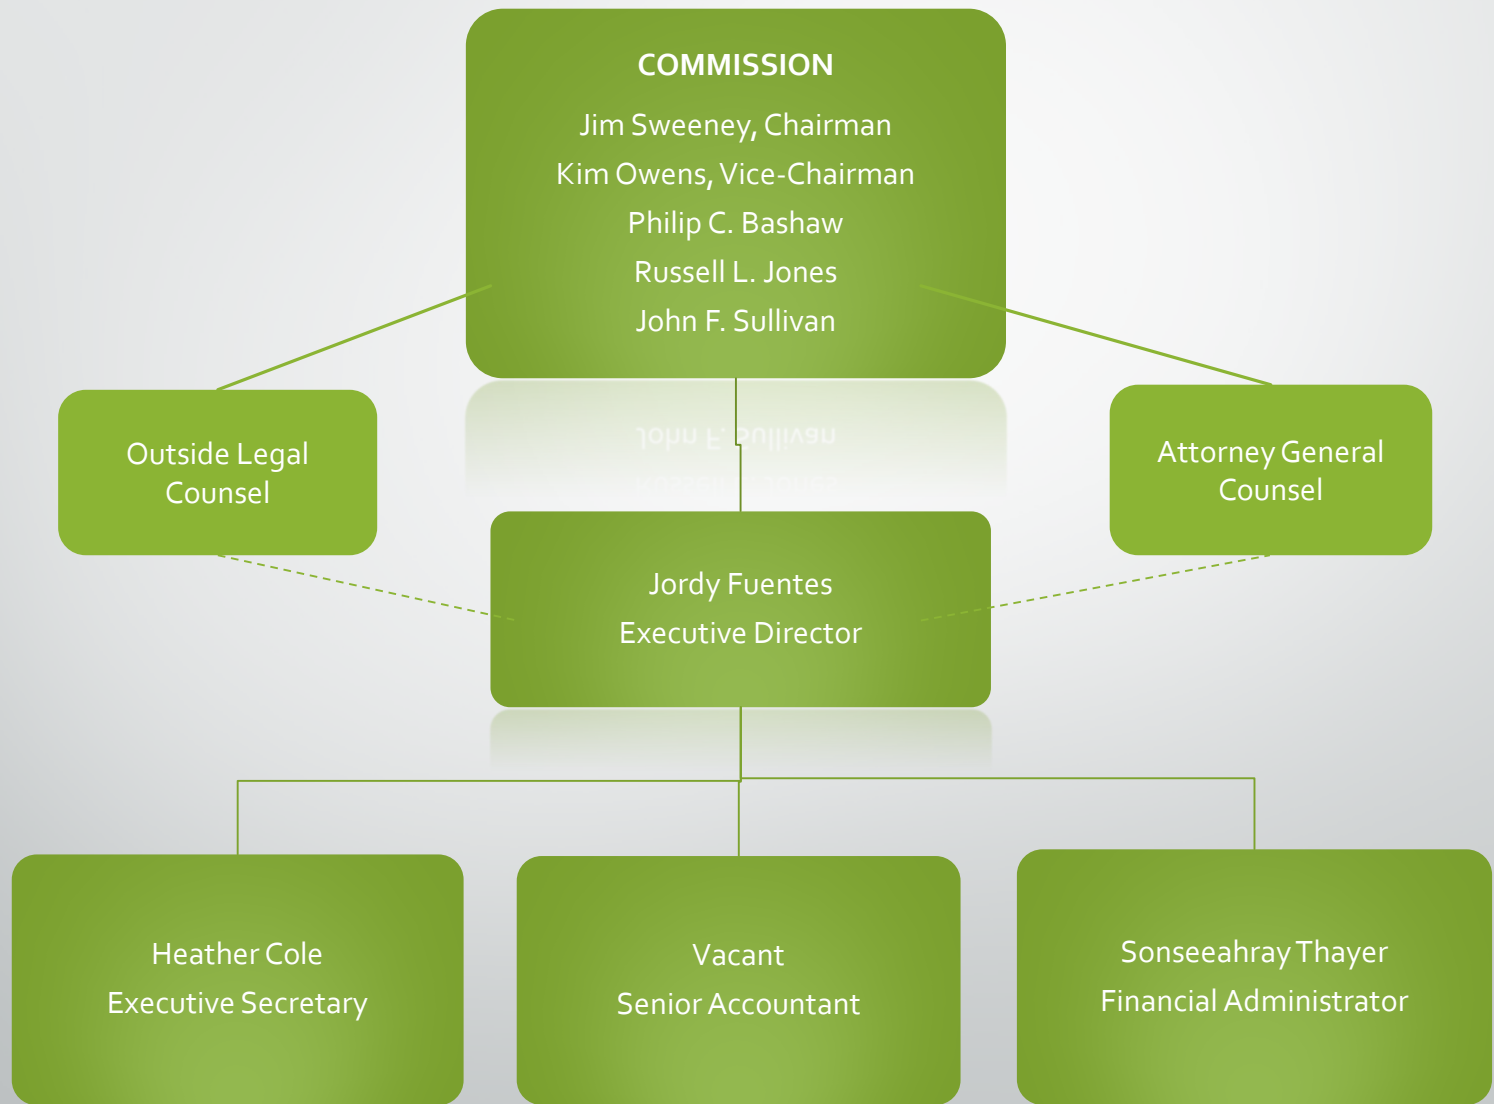 COMMISSION
Jim Sweeney, Chairman
Kim Owens, Vice-Chairman
Philip C. Bashaw
Russell L. Jones
John F. Sullivan
Outside Legal
Counsel
Attorney General
Counsel
Jordy Fuentes
Executive Director
Heather Cole
Executive Secretary
Vacant
Senior Accountant
Sonseeahray Thayer
Financial Administrator